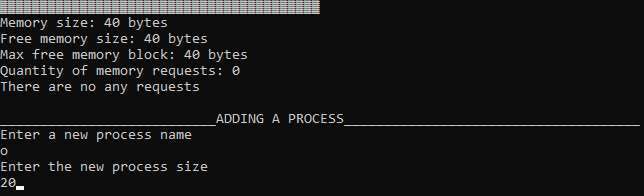 Memory size: 40 bytes
Free memory size: 40 bytes
Max free memory block: 40 bytes
Quantity of memory requests: 0
There are no any requests
___________________________ADDING A PROCESS_____________________________________
Enter a new process name
o
Enter the new process size
20